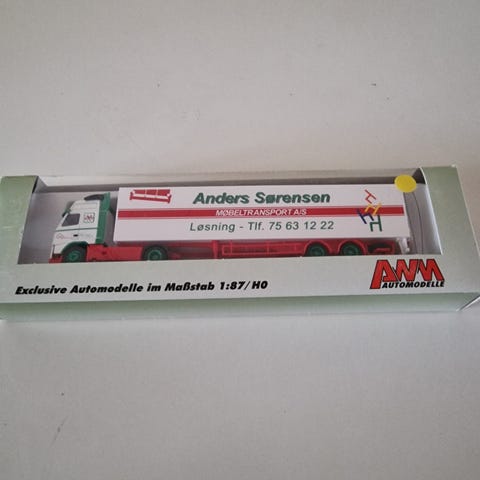 Anders Sørensen
MØBELTRANSPORT A/S
Løsning - Tlf. 75 63 12 22
Exclusive Automodelle im Maßstab 1:87/H0
AWM
AUTOMODELLE